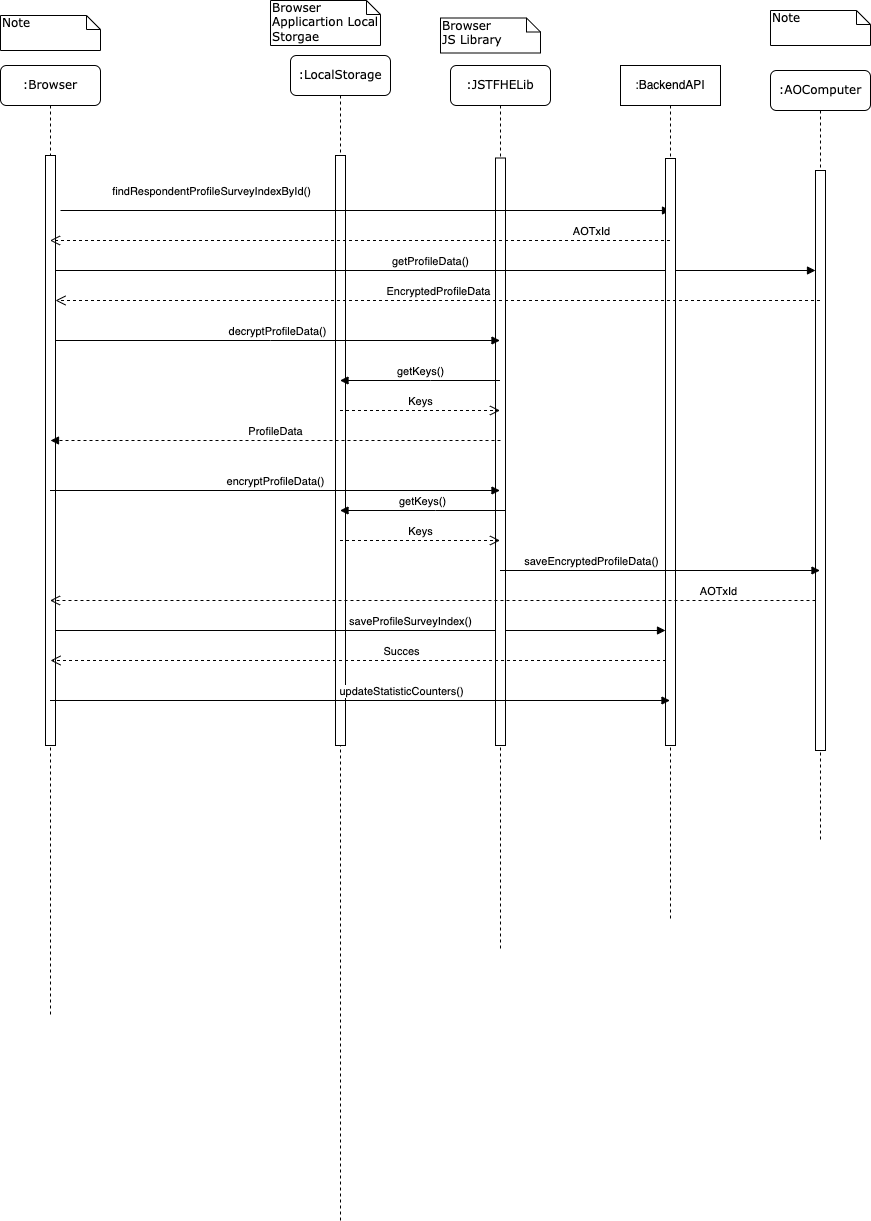 Note
Browser
Applicartion Local
Storgae
Browser
JS Library
Note
:Browser
:LocalStorage
:JSTFHELib
:BackendAPI
:AOComputer
findRespondentProfileSurveyIndexById()
AOTxId
getProfileData()
EncryptedProfileData
decryptProfileData()
getKeys()
Keys
ProfileData
encryptProfileData()
getKeys()
Keys
saveEncryptedProfileData()
AOTxId
saveProfileSurveyIndex()
Succes
updateStatisticCounters()